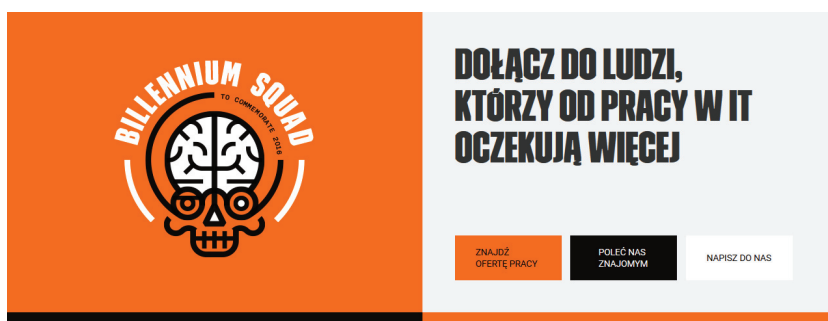 BILLENNIUM SQUAD
TO COMMEMORATE 2016
DOŁĄCZ DO LUDZI,
KTÓRZY OD PRACY W IT
OCZEKUJĄ WIĘCEJ
ZNAJDŹ
OFERTĘ PRACY
POLEĆ NAS
ZNAJOMYM
NAPISZ DO NAS